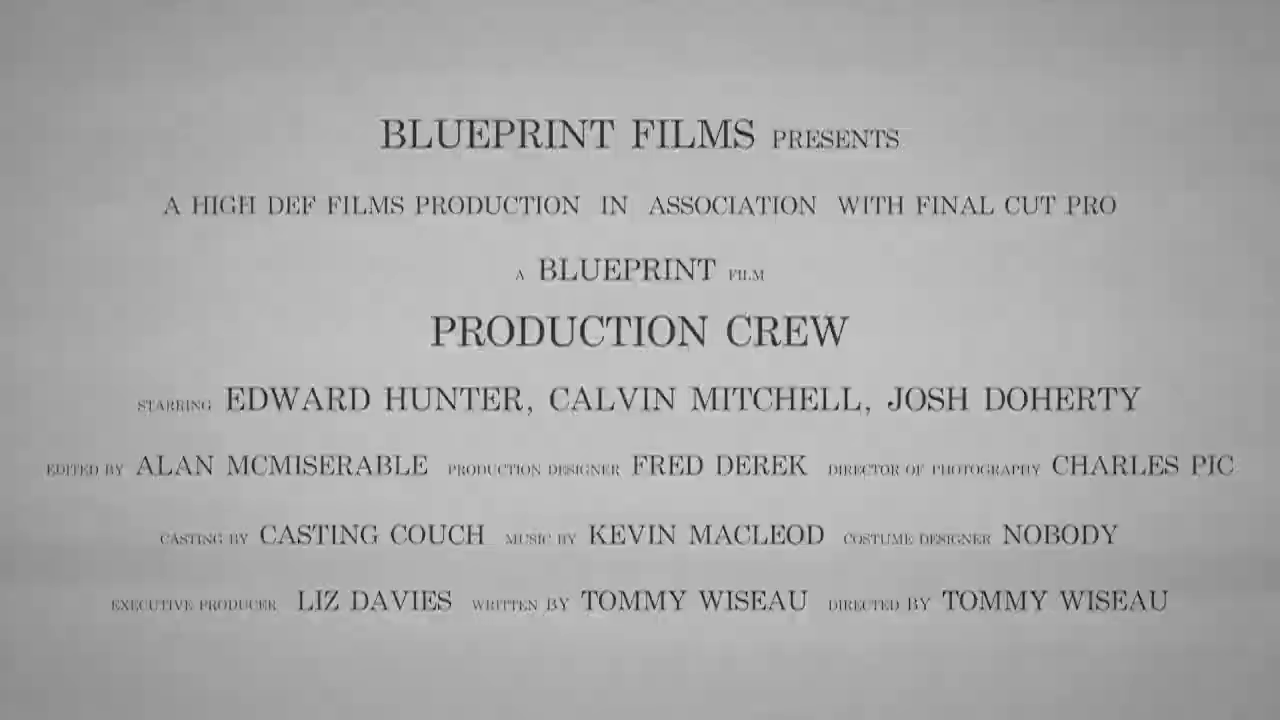 BLUEPRINT FILMS PRESENTS
A HIGH DEF FILMS PRODUCTION IN ASSOCIATION WITH FINAL CUT PRO
A BLUEPRINT FILM
PRODUCTION CREW
STARRING EDWARD HUNTER, CALVIN MITCHELL, JOSH DOHERTY
EDITED BY ALAN MCMISERABLE PRODUCTION DESIGNER FRED DEREK DIRECTOR OF PHOTOGRAPHY CHARLES PIC
CASTING BY CASTING COUCH MUSIC BY KEVIN MACLEOD COSTUME DESIGNER NOBODY
EXECUTIVE PRODUCER LIZ DAVIES WRITTEN BY TOMMY WISEAU DIRECTED BY TOMMY WISEAU